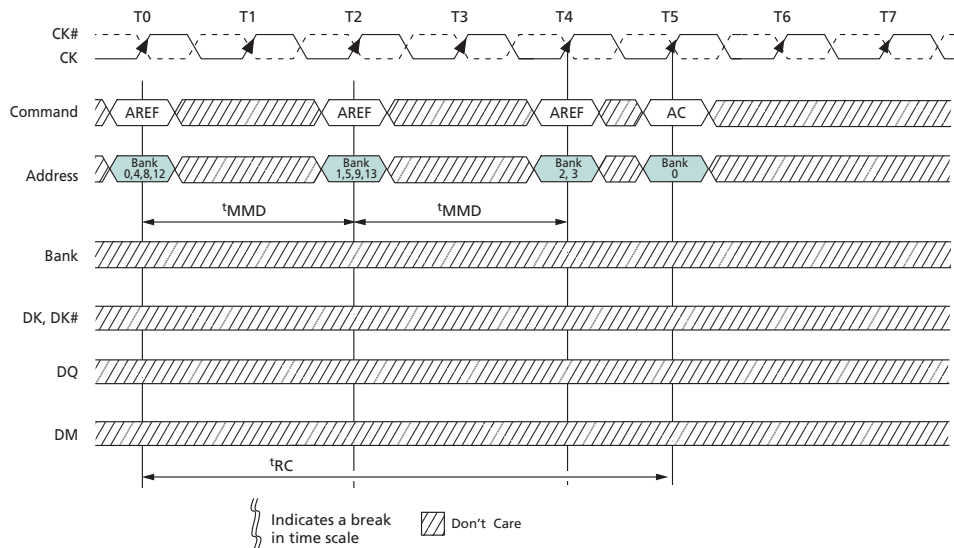 T0 T1 T2 T3 T4 T5 T6 T7
CK#
CK
Command AREF AREF AREF AC
Address Bank 0,4,8,12 Bank 1,5,9,13 Bank 2, 3 Bank 0
tMMD tMMD
Bank
DK, DK#
DQ
DM
tRC
Indicates a break
in time scale
Don't Care